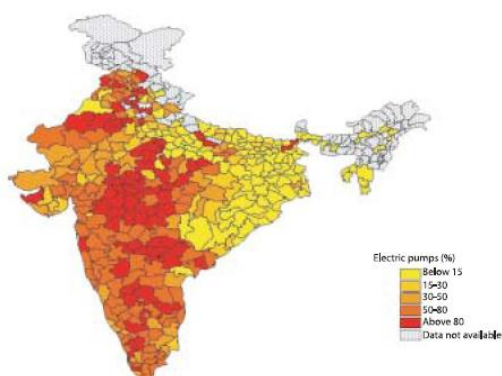 Electric pumps (%)
Below 15
15-30
30-50
50-80
Above 80
Data not available